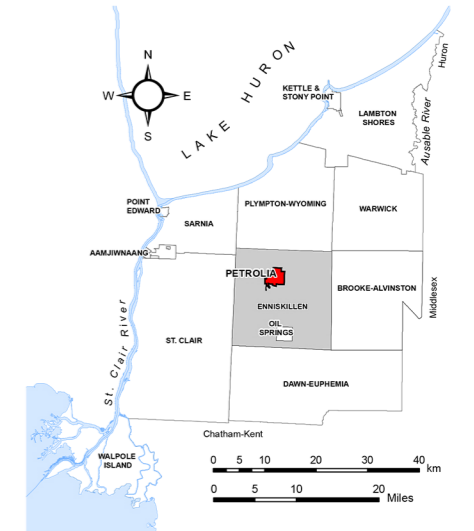 N
W E
S
LAKE HURON
KETTLE &
STONY POINT
LAMBTON
SHORES
Huron
Ausable River
POINT
EDWARD
SARNIA
PLYMPTON-WYOMING
WARWICK
AAMJIWNAANG
PETROLIA
ENNISKILLEN
BROOKE-ALVINSTON
Middlesex
OIL
SPRINGS
ST. CLAIR
St. Clair River
DAWN-EUPHEMIA
Chatham-Kent
WALPOLE
ISLAND
0 5 10 20 30 40
km
0 5 10 20
Miles